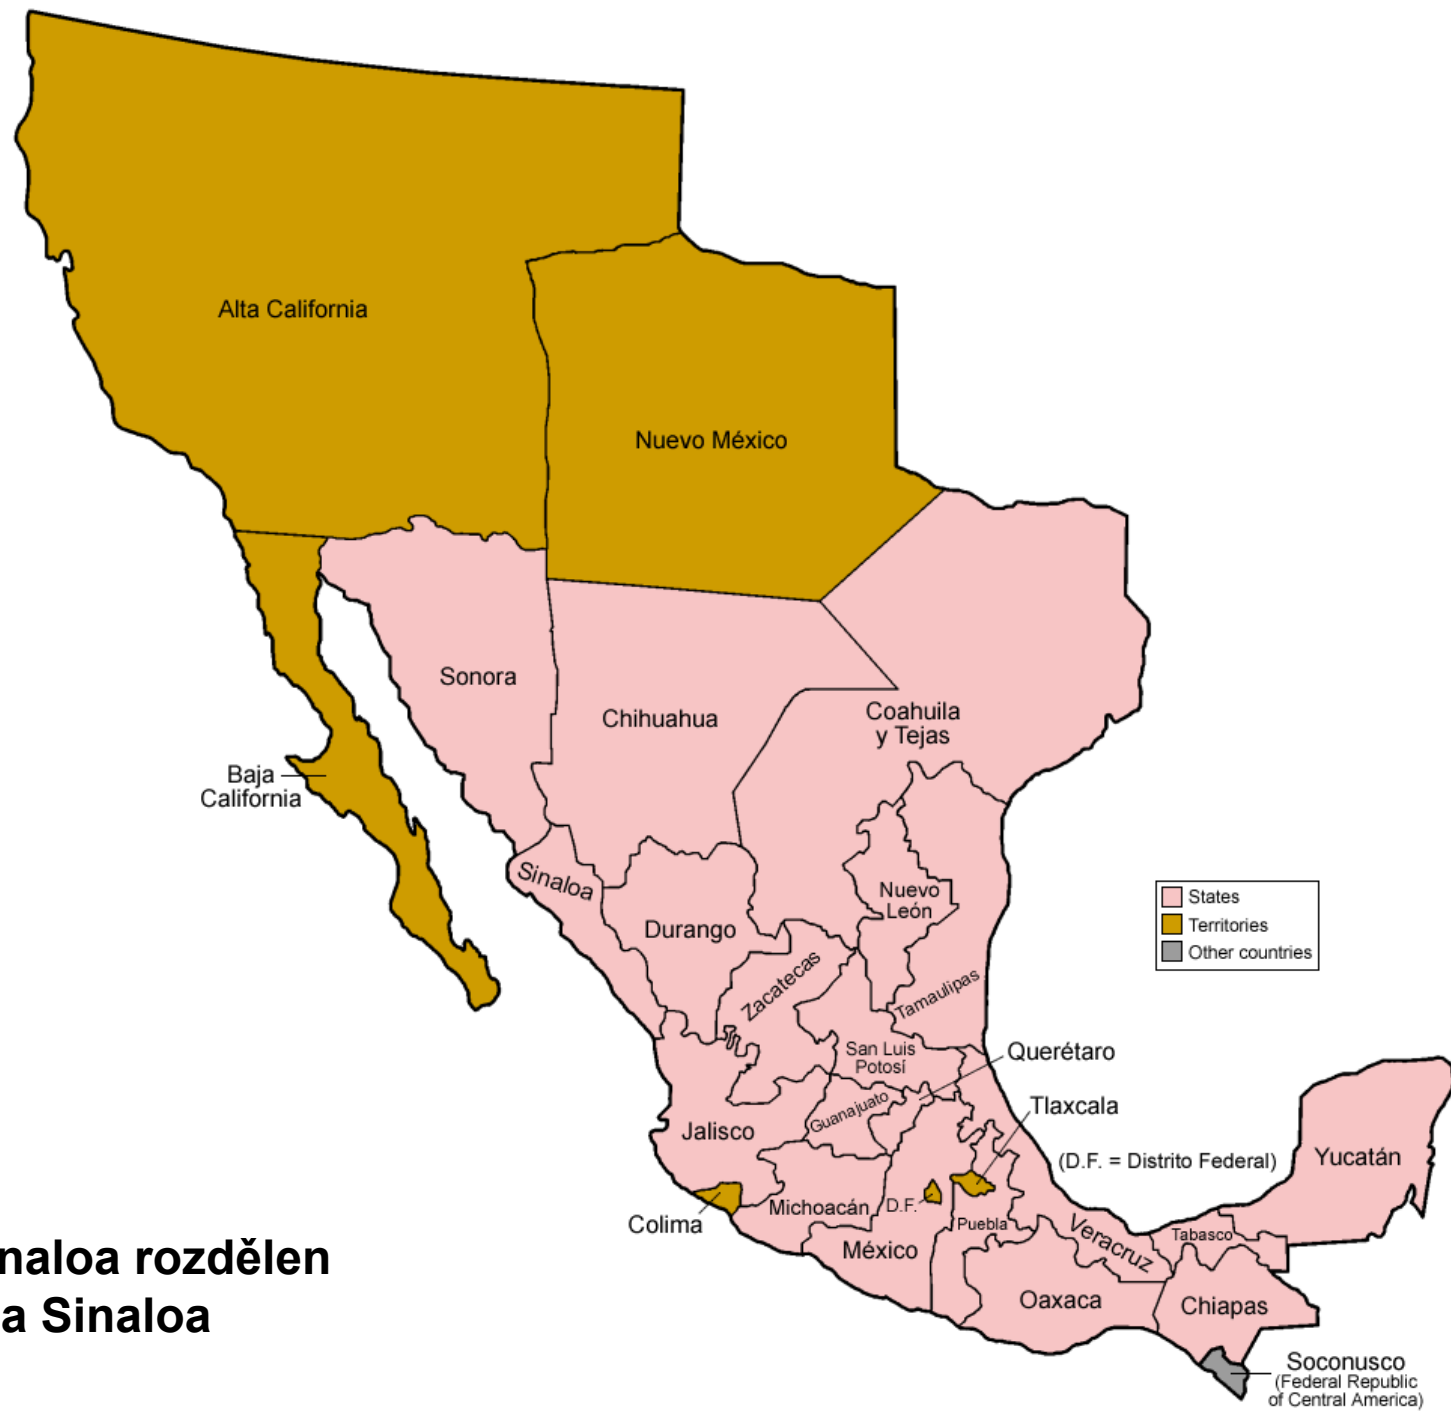 Alta California
Nuevo México
Sonora
Chihuahua
Coahuila
y Tejas
Baja
California
Sinaloa
Nuevo
León
Durango
States
Territories
Other countries
Zacatecas
Tamaulipas
San Luis
Potosí
Querétaro
Guanajuato
Tlaxcala
Jalisco
(D.F. = Distrito Federal)
Yucatán
Michoacán
D.F.
Colima
Puebla
Veracruz
Tabasco
México
naloa rozdělen
Oaxaca
Chiapas
a Sinaloa
Soconusco
(Federal Republic
of Central America)